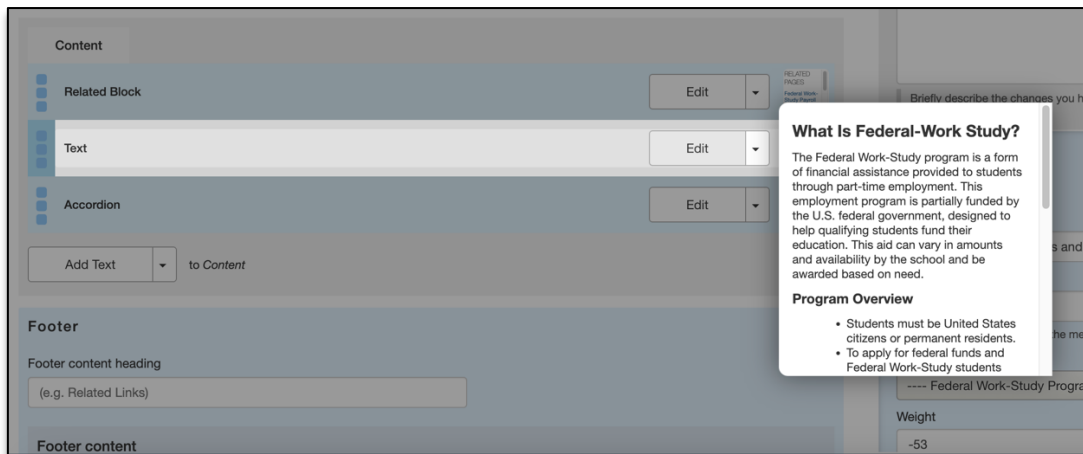 Content
Related Block
Edit
RELATED
PAGES
Federal Work-
Study Payroll
Text
Edit
Accordion
Edit
Add Text
to Content
Footer
Footer content heading
(e.g. Related Links)
Footer content
What Is Federal-Work Study?
The Federal Work-Study program is a form
of financial assistance provided to students
through part-time employment. This
employment program is partially funded by
the U.S. federal government, designed to
help qualifying students fund their
education. This aid can vary in amounts
and availability by the school and be
awarded based on need.
Program Overview
• Students must be United States
citizens or permanent residents.
• To apply for federal funds and
Federal Work-Study students
Briefly describe the changes you h
s and
the me
---- Federal Work-Study Progra
Weight
-53